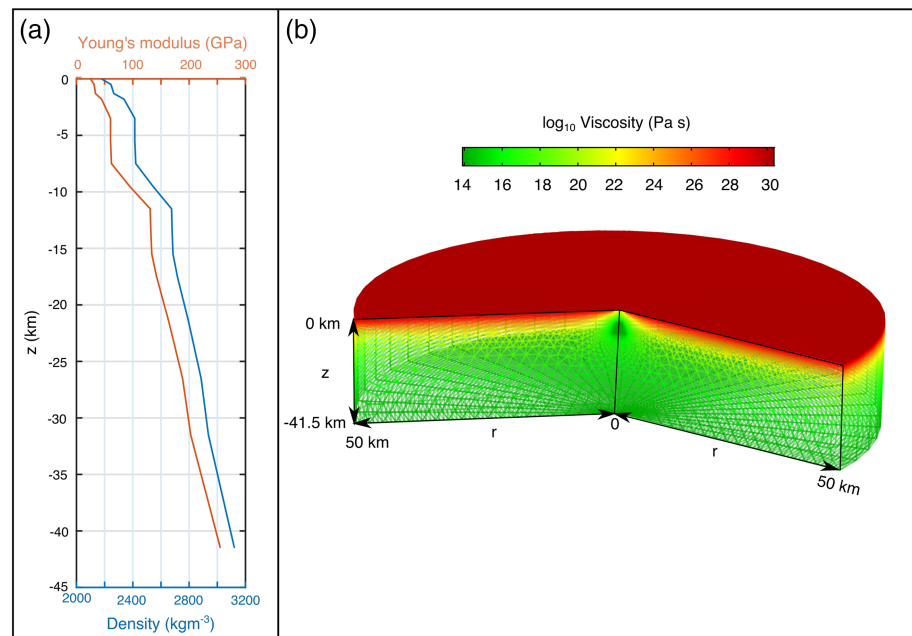 (a)
Young's modulus (GPa)
0 100 200 300
0
-5
-10
-15
-20
-25
-30
-35
-40
-45
z (km)
2000 2400 2800 3200
Density (kgm-3)
(b)
log10 Viscosity (Pa s)
14 16 18 20 22 24 26 28 30
0 km
z
-41.5 km
50 km
r
0
r
50 km